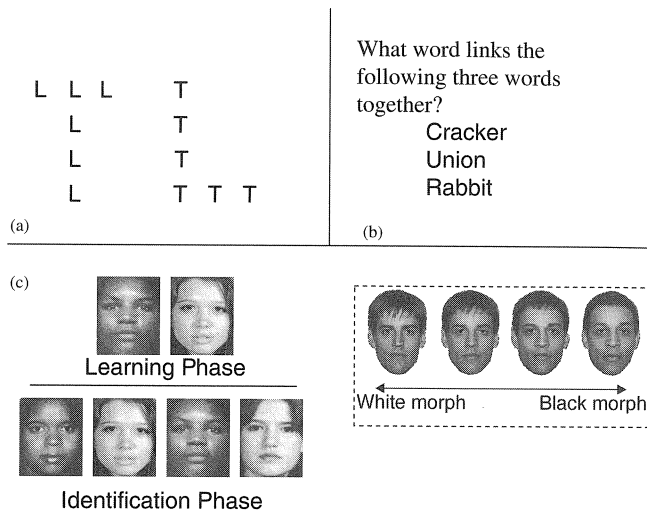 L L L T
L T
L T
L T T T
(a)
What word links the
following three words
together?
Cracker
Union
Rabbit
(b)
(c)
Learning Phase
Identification Phase
White morph
Black morph